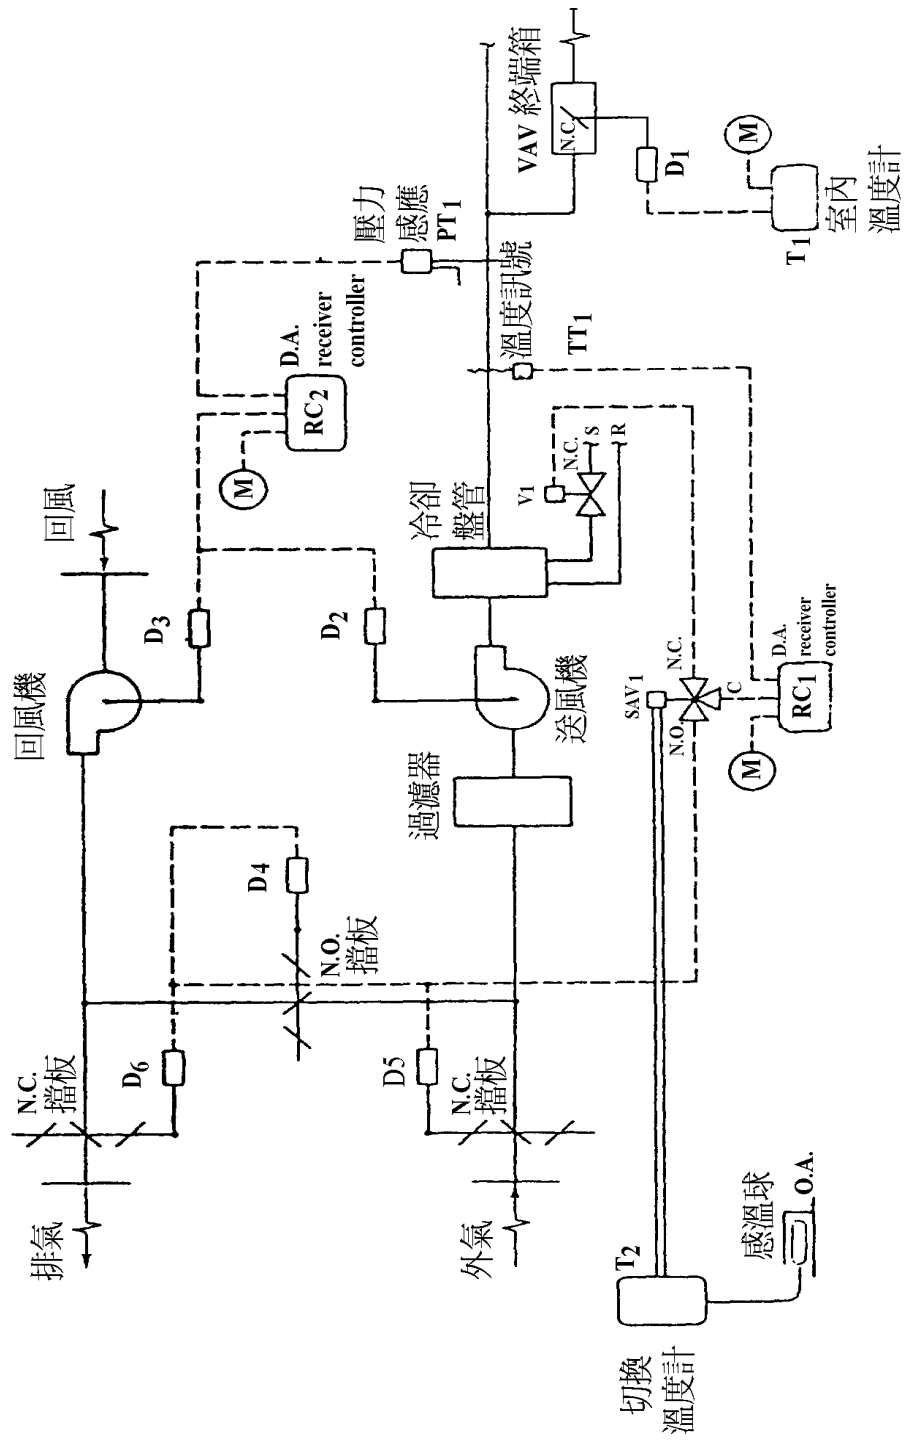 排氣
N.C.
擋板
D6
回風機
回風
D4
N.O.
擋板
D3
M
RC2
D.A.
receiver
controller
D2
壓力
感應
PT1
外氣
D5
N.C.
擋板
過濾器
送風機
冷卻
盤管
V1
N.C.
S
R
溫度訊號
TT1
VAV 終端箱
N.C.
D1
M
T1
室內
溫度計
切換
溫度計
T2
感溫球
O.A.
SAV1
N.O.
N.C.
C
M
RC1
D.A.
receiver
controller